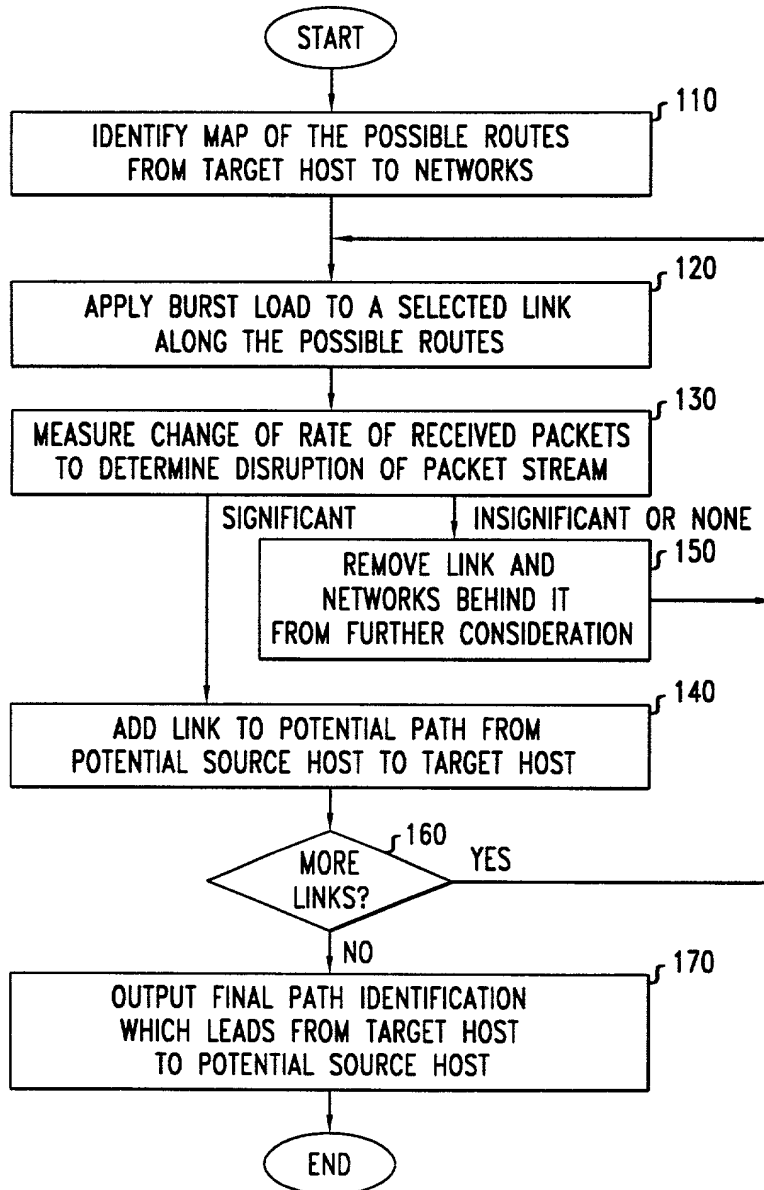 START
110
IDENTIFY MAP OF THE POSSIBLE ROUTES
FROM TARGET HOST TO NETWORKS
120
APPLY BURST LOAD TO A SELECTED LINK
ALONG THE POSSIBLE ROUTES
130
MEASURE CHANGE OF RATE OF RECEIVED PACKETS
TO DETERMINE DISRUPTION OF PACKET STREAM
SIGNIFICANT
INSIGNIFICANT OR NONE
150
REMOVE LINK AND
NETWORKS BEHIND IT
FROM FURTHER CONSIDERATION
140
ADD LINK TO POTENTIAL PATH FROM
POTENTIAL SOURCE HOST TO TARGET HOST
160
MORE
LINKS?
YES
NO
170
OUTPUT FINAL PATH IDENTIFICATION
WHICH LEADS FROM TARGET HOST
TO POTENTIAL SOURCE HOST
END